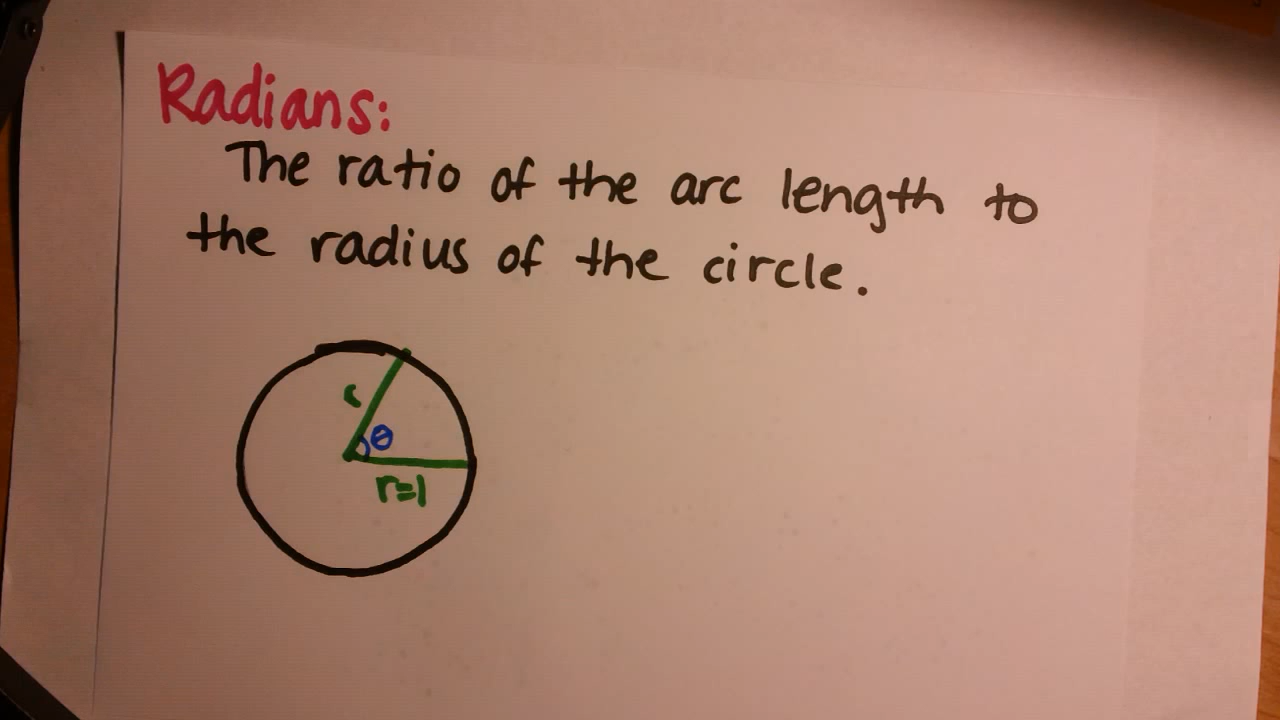 Radians:
The ratio of the arc length to
the radius of the circle.
r
θ
r=1